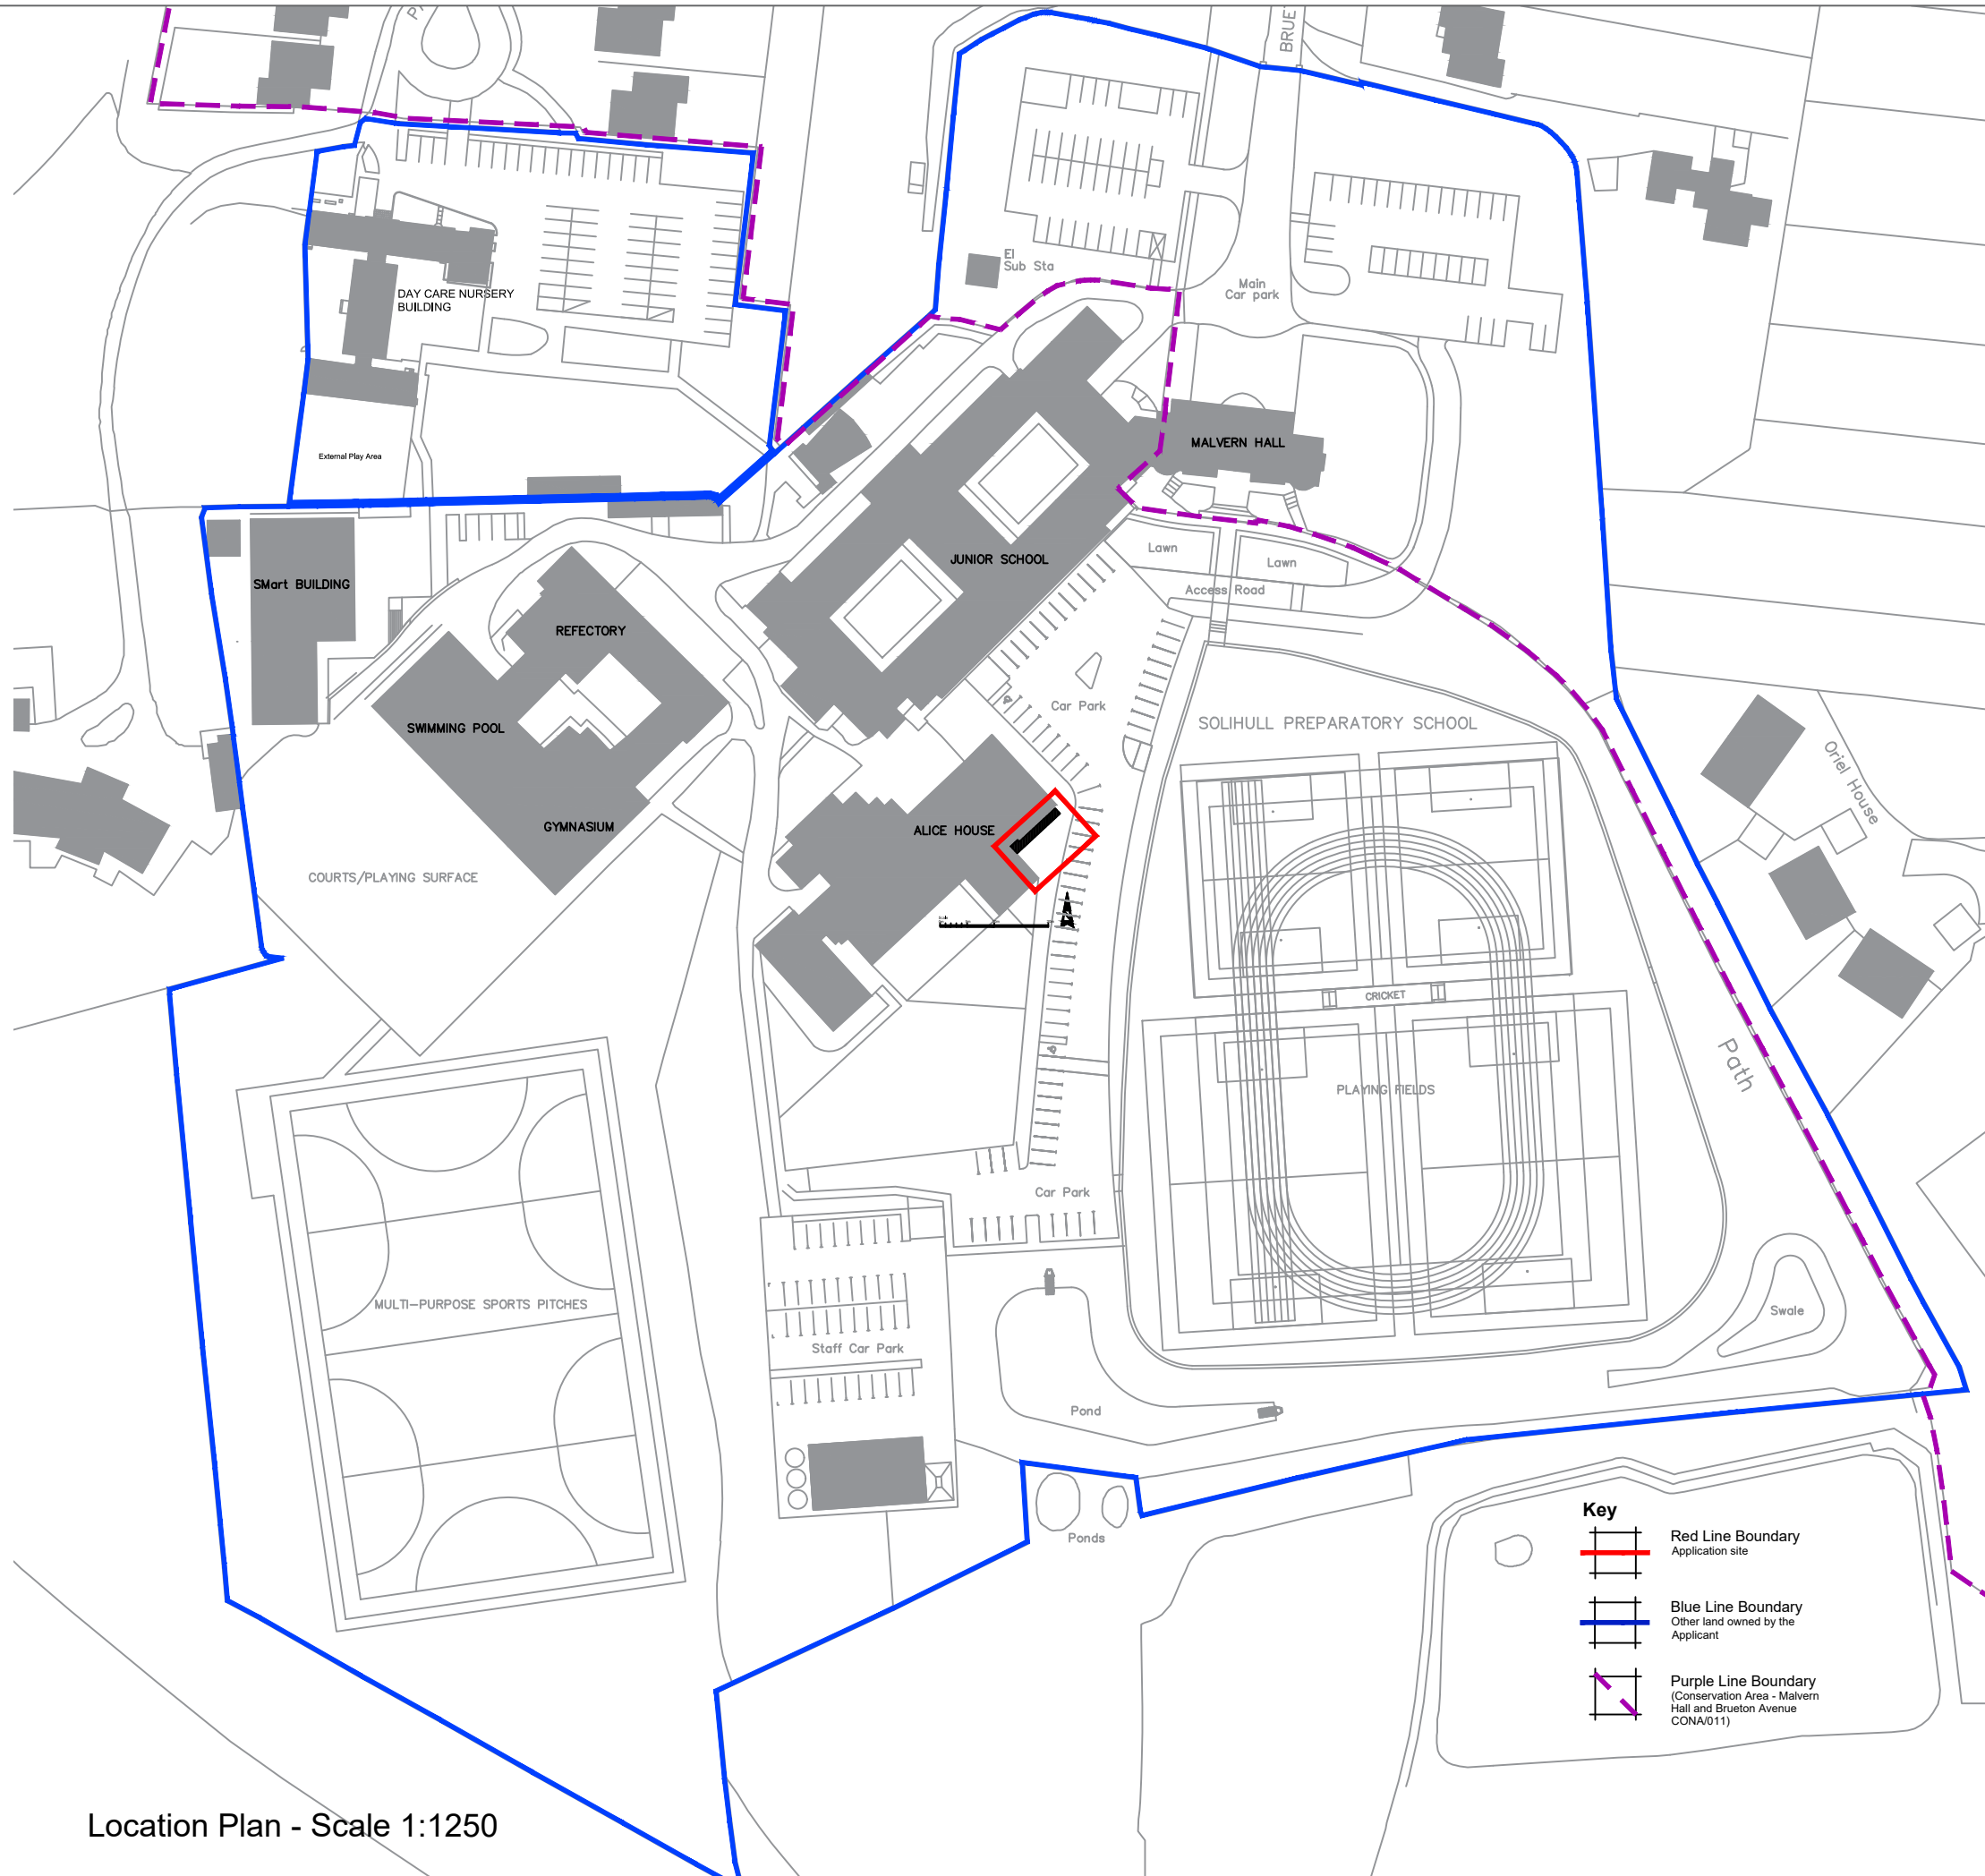 BRUE
El
Sub Sta
Main
Car park
DAY CARE NURSERY
BUILDING
MALVERN HALL
External Play Area
JUNIOR SCHOOL
Lawn
Lawn
Access Road
SMart BUILDING
REFECTORY
Car Park
SWIMMING POOL
SOLIHULL PREPARATORY SCHOOL
Oriel House
GYMNASIUM
ALICE HOUSE
COURTS/PLAYING SURFACE
CRICKET
Path
PLAYING FIELDS
Car Park
MULTI-PURPOSE SPORTS PITCHES
Swale
Staff Car Park
Pond
Ponds
Key
Red Line Boundary
Application site
Blue Line Boundary
Other land owned by the
Applicant
Purple Line Boundary
(Conservation Area - Malvern
Hall and Brueton Avenue
CONA/011)
Location Plan - Scale 1:1250